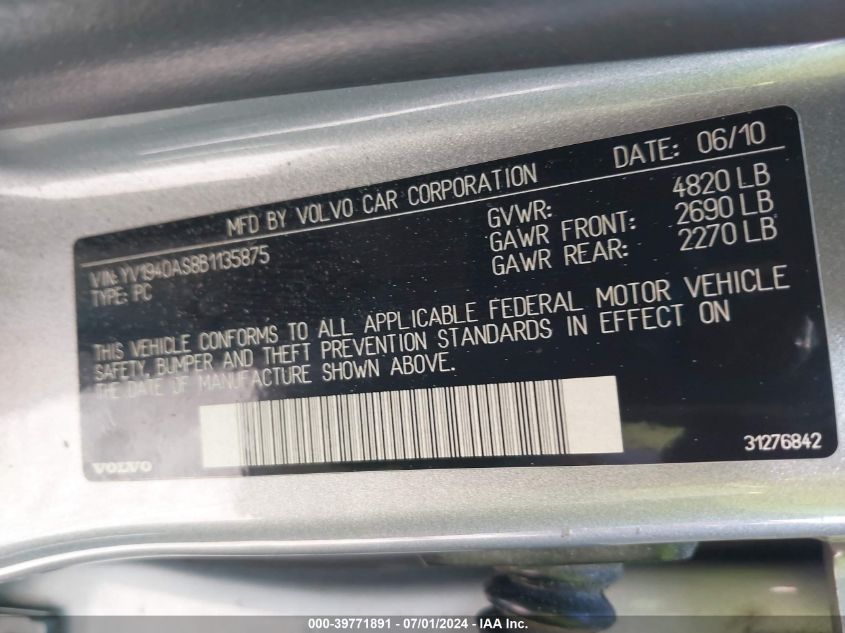 MFD BY VOLVO CAR CORPORATION
DATE: 06/10
VIN: YV1940AS8B1135875
TYPE: PC
GVWR: 4820 LB
GAWR FRONT: 2690 LB
GAWR REAR: 2270 LB
THIS VEHICLE CONFORMS TO ALL APPLICABLE FEDERAL MOTOR VEHICLE
SAFETY, BUMPER AND THEFT PREVENTION STANDARDS IN EFFECT ON
THE DATE OF MANUFACTURE SHOWN ABOVE.
VOLVO
31276842
000-39771891 - 07/01/2024 - IAA Inc.